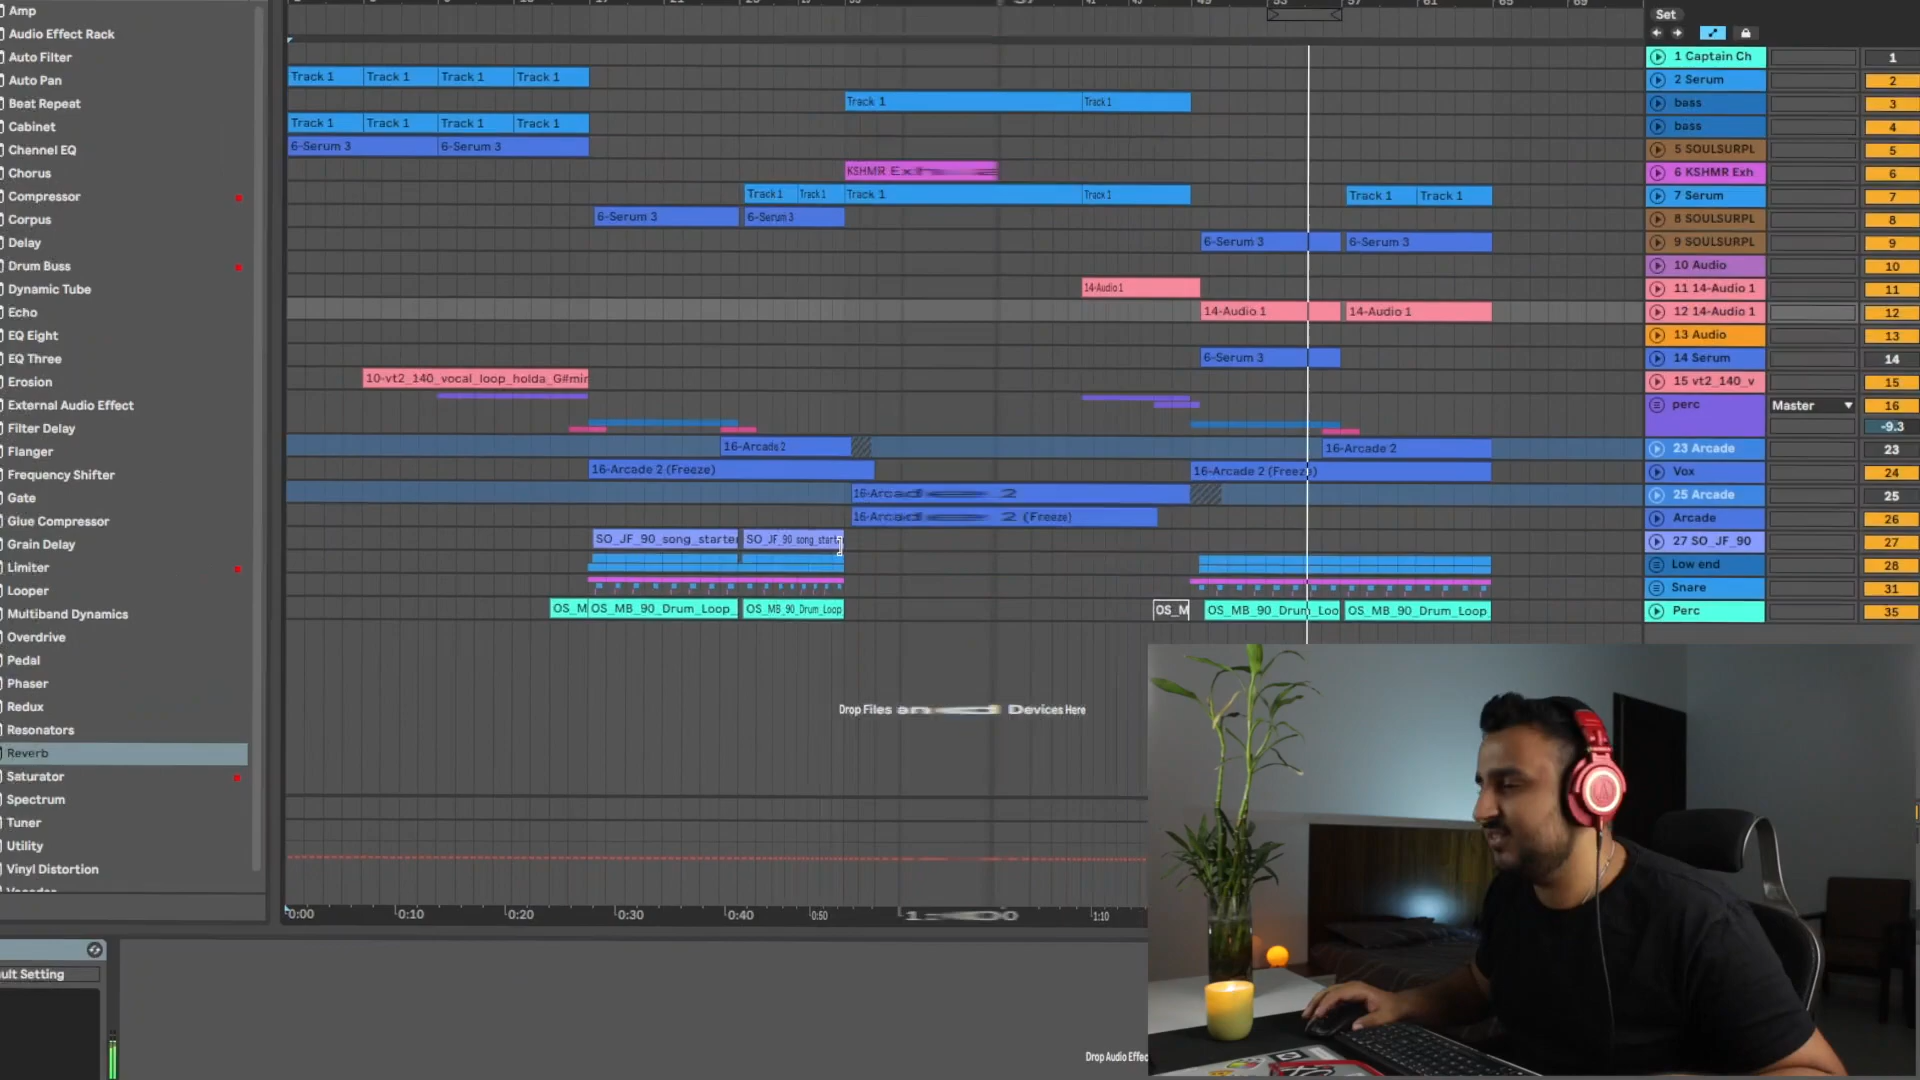 Amp
Audio Effect Rack
Auto Filter
Auto Pan
Beat Repeat
Cabinet
Channel EQ
Chorus
Compressor
Corpus
Delay
Drum Buss
Dynamic Tube
Echo
EQ Eight
EQ Three
Erosion
External Audio Effect
Filter Delay
Flanger
Frequency Shifter
Gate
Glue Compressor
Grain Delay
Limiter
Looper
Multiband Dynamics
Overdrive
Pedal
Phaser
Redux
Resonators
Reverb
Saturator
Spectrum
Tuner
Utility
Vinyl Distortion
ult Setting
Set
Track 1 Track 1 Track 1 Track 1
Track 1 Track 1
Track 1 Track 1 Track 1 Track 1
6-Serum 3 6-Serum 3
KSHMR
Track 1 Track 1 Track 1 Track 1 Track 1 Track 1
6-Serum 3 6-Serum 3
6-Serum 3 6-Serum 3
14-Audio 1
14-Audio 1 14-Audio 1
6-Serum 3
10-vt2_140_vocal_loop_holda_G#mir
16-Arcade 2 16-Arcade 2
16-Arcade 2 (Freeze) 16-Arcade 2 (Freeze)
2
2 (Freeze)
SO_JF_90_song_starter SO_JF_90_song_starte
OS_M OS_MB_90_Drum_Loop_ OS_MB_90_Drum_Loop OS_M OS_MB_90_Drum_Loo OS_MB_90_Drum_Loop_
Drop Files Devices Here
0:00 0:10 0:20 0:30 0:40 0:50 1:10
Drop Audio Effec
1 Captain Ch 1
2 Serum 2
bass 3
bass 4
5 SOULSURPL 5
6 KSHMR Exh 6
7 Serum 7
8 SOULSURPL 8
9 SOULSURPL 9
10 Audio 10
11 14-Audio 1 11
12 14-Audio 1 12
13 Audio 13
14 Serum 14
15 vt2_140_v 15
perc Master 16
-9.3
23 Arcade 23
Vox 24
25 Arcade 25
Arcade 26
27 SO_JF_90 27
Low end 28
Snare 31
Perc 35